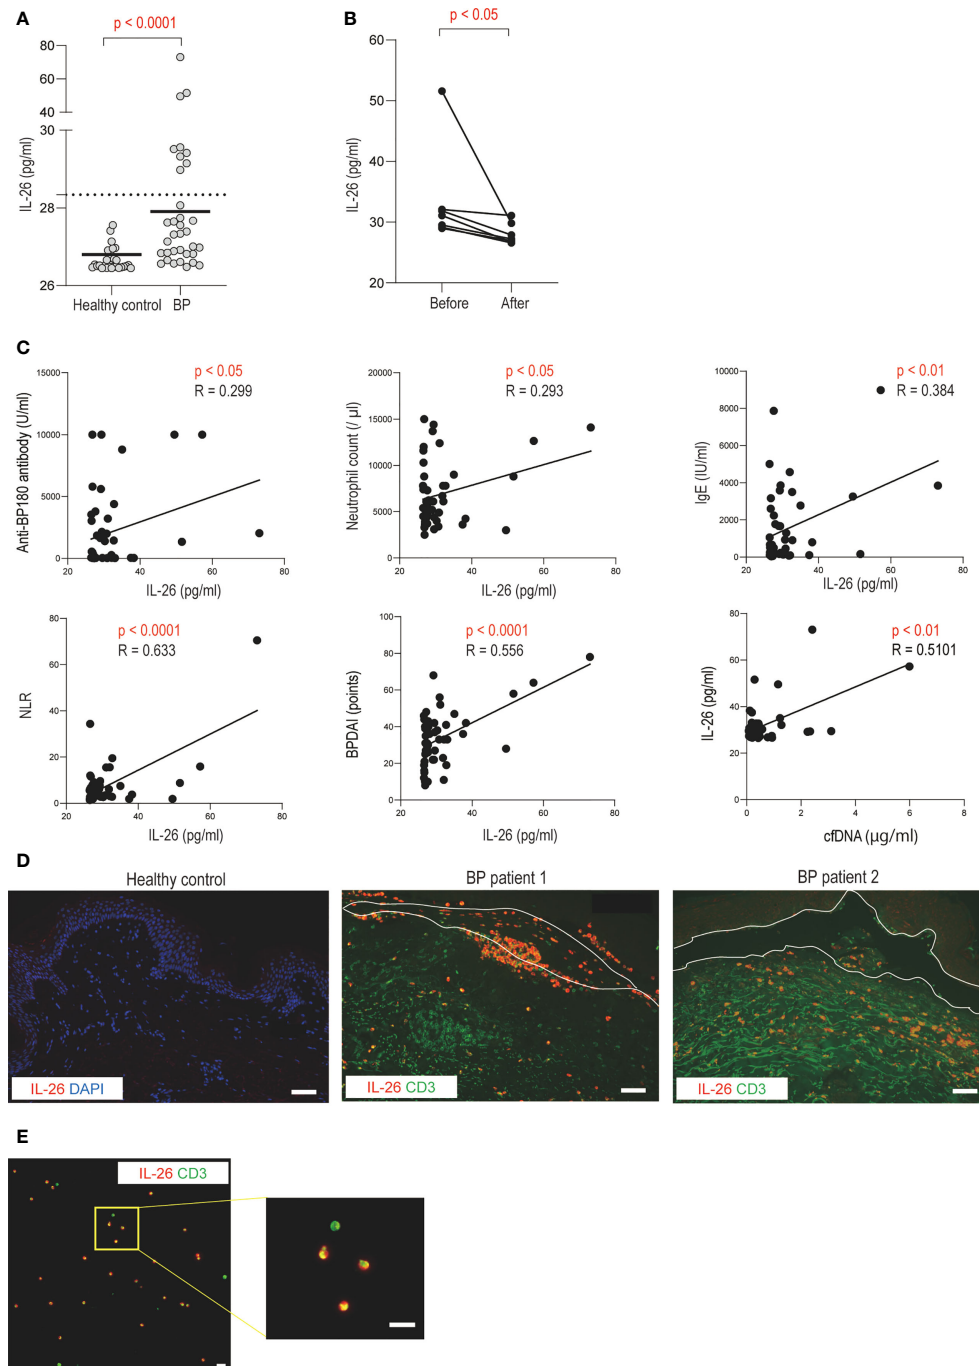 A
p < 0.0001
80
60
40
30
28
26
IL-26 (pg/ml)
Healthy control BP
B
p < 0.05
60
50
40
30
20
IL-26 (pg/ml)
Before After
C
p < 0.05
R = 0.299
15000
10000
5000
0
Anti-BP180 antibody (U/ml)
20 40 60 80
IL-26 (pg/ml)
p < 0.05
R = 0.293
20000
15000
10000
5000
0
Neutrophil count (/ μl)
20 40 60 80
IL-26 (pg/ml)
p < 0.01
R = 0.384
10000
8000
6000
4000
2000
0
IgE (IU/ml)
20 40 60 80
IL-26 (pg/ml)
p < 0.0001
R = 0.633
80
60
40
20
0
NLR
20 40 60 80
IL-26 (pg/ml)
p < 0.0001
R = 0.556
100
80
60
40
20
0
BPDAI (points)
20 40 60 80
IL-26 (pg/ml)
p < 0.01
R = 0.5101
80
60
40
20
0
IL-26 (pg/ml)
0 2 4 6 8
cfDNA (μg/ml)
D
Healthy control
IL-26 DAPI
BP patient 1
IL-26 CD3
BP patient 2
IL-26 CD3
E
IL-26 CD3